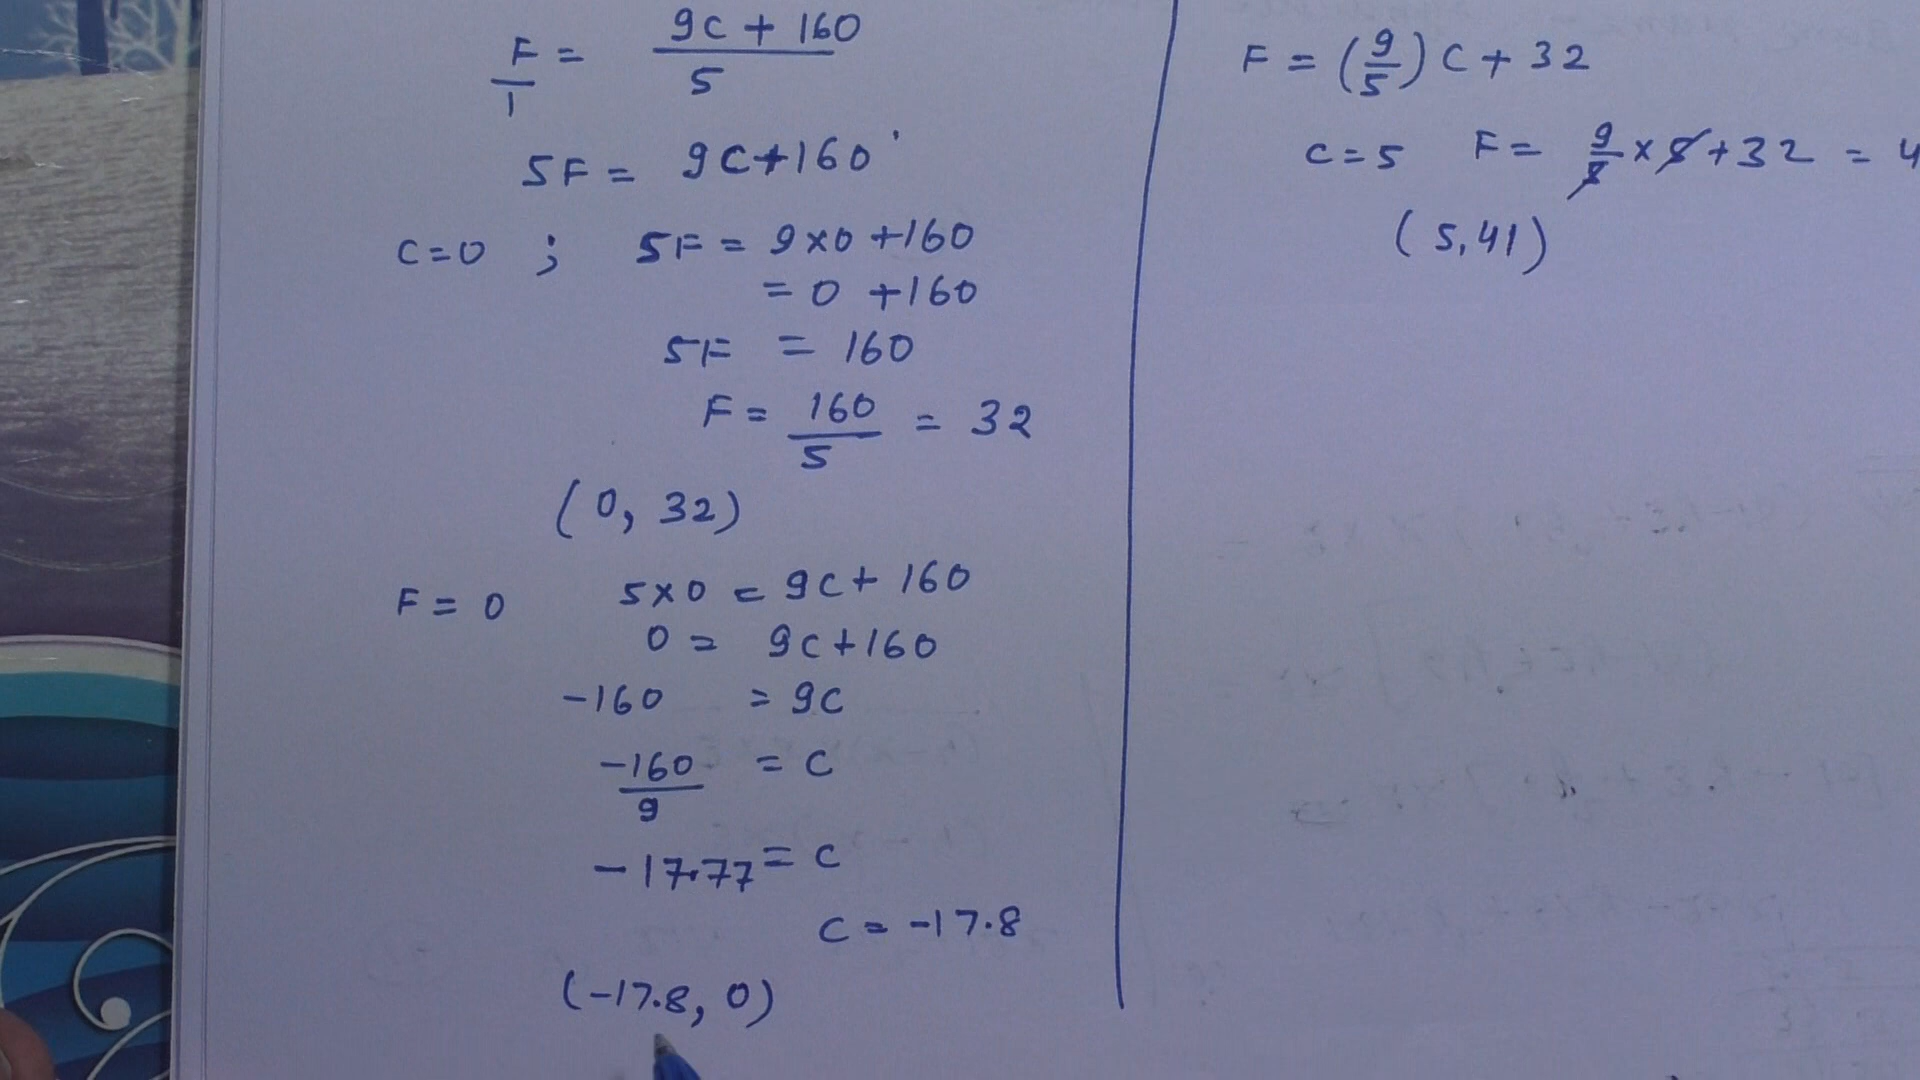 F/1 = (9C + 160)/5
5F = 9C+160
C=0 ; 5F = 9×0+160
= 0 +160
5F = 160
F = 160/5 = 32
(0, 32)
F = 0 5×0 = 9C+ 160
0 = 9C+160
-160 = 9C
-160/9 = C
-17.77 = C
C = -17.8
(-17.8, 0)
F = (9/5) C + 32
C=5 F = 9/5 × 5 + 32 = 4
(5,41)